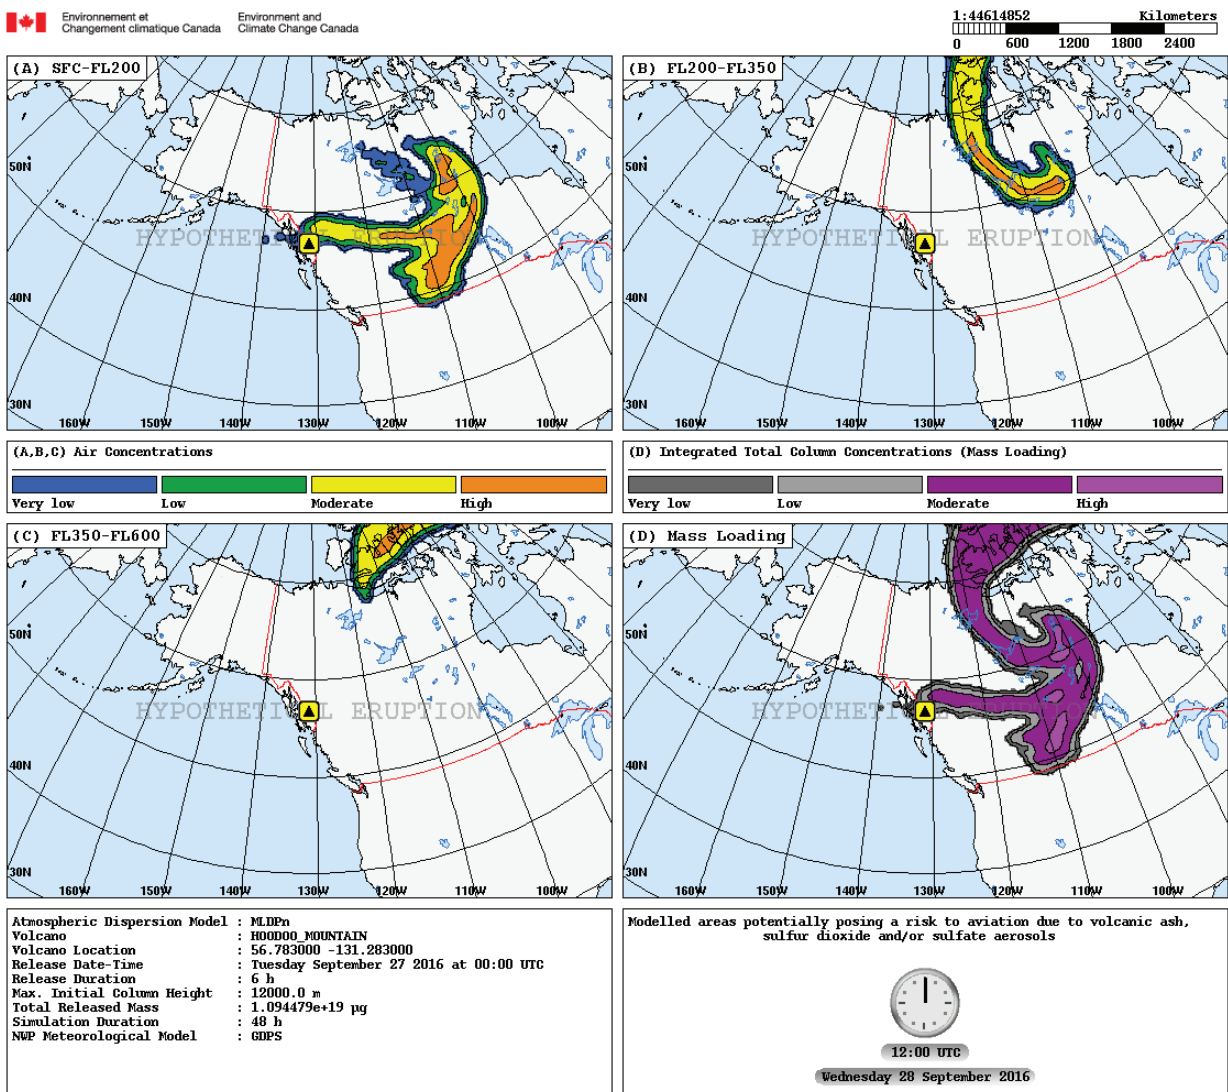 Environnement et
Changement climatique Canada
Environment and
Climate Change Canada
1:44614852 Kilometers
0 600 1200 1800 2400
(A) SFC-FL200
50N
40N
30N
160W 150W 140W 130W 120W 110W 100W
HYPOTHETICAL ERUPTION
(B) FL200-FL350
50N
40N
30N
160W 150W 140W 130W 120W 110W 100W
HYPOTHETICAL ERUPTION
(A,B,C) Air Concentrations
Very low Low Moderate High
(D) Integrated Total Column Concentrations (Mass Loading)
Very low Low Moderate High
(C) FL350-FL600
50N
40N
30N
160W 150W 140W 130W 120W 110W 100W
HYPOTHETICAL ERUPTION
(D) Mass Loading
50N
40N
30N
160W 150W 140W 130W 120W 110W 100W
HYPOTHETICAL ERUPTION
Atmospheric Dispersion Model : MLDPn
Volcano : HOODOO_MOUNTAIN
Volcano Location : 56.783000 -131.283000
Release Date-Time : Tuesday September 27 2016 at 00:00 UTC
Release Duration : 6 h
Max. Initial Column Height : 12000.0 m
Total Released Mass : 1.094479e+19 µg
Simulation Duration : 48 h
NWP Meteorological Model : GDPS
Modelled areas potentially posing a risk to aviation due to volcanic ash,
sulfur dioxide and/or sulfate aerosols
12:00 UTC
Wednesday 28 September 2016